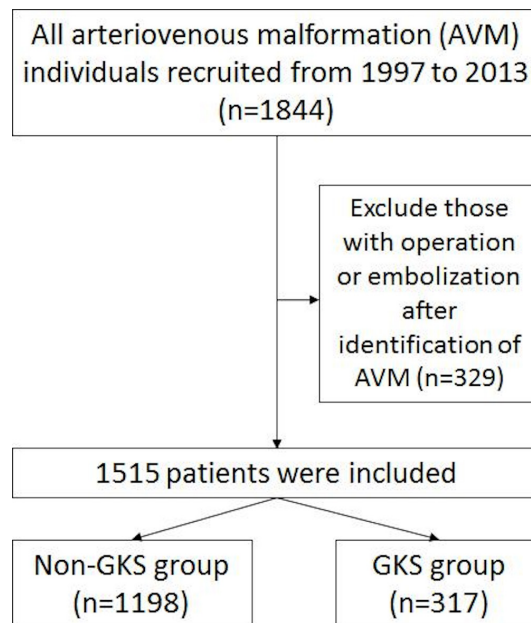 All arteriovenous malformation (AVM)
individuals recruited from 1997 to 2013
(n=1844)
Exclude those
with operation
or embolization
after
identification of
AVM (n=329)
1515 patients were included
Non-GKS group
(n=1198)
GKS group
(n=317)